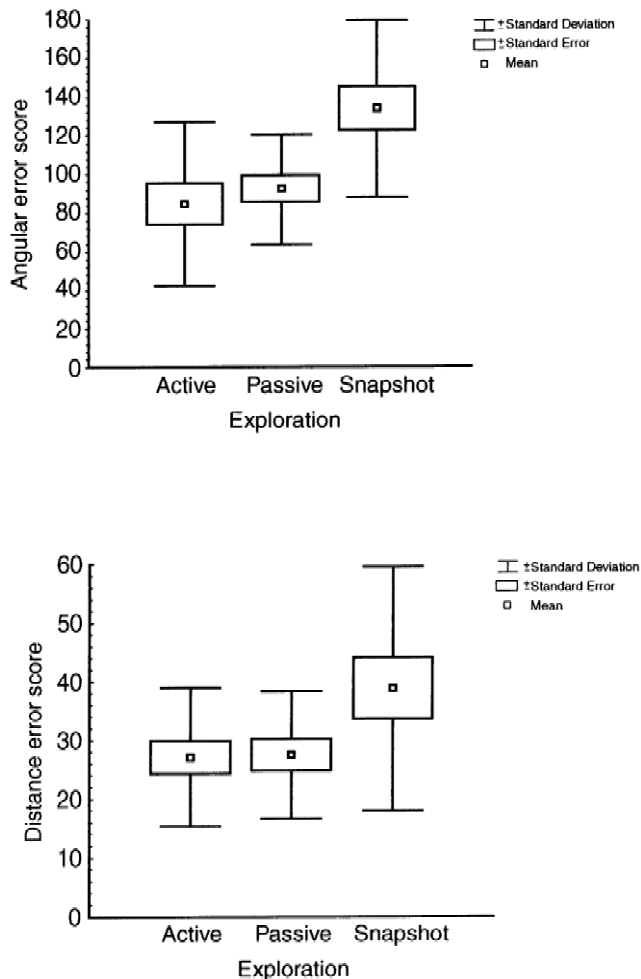 180
160
140
120
100
80
60
40
20
0
Angular error score
Active Passive Snapshot
Exploration
±Standard Deviation
±Standard Error
Mean
60
50
40
30
20
10
0
Distance error score
Active Passive Snapshot
Exploration
±Standard Deviation
±Standard Error
Mean